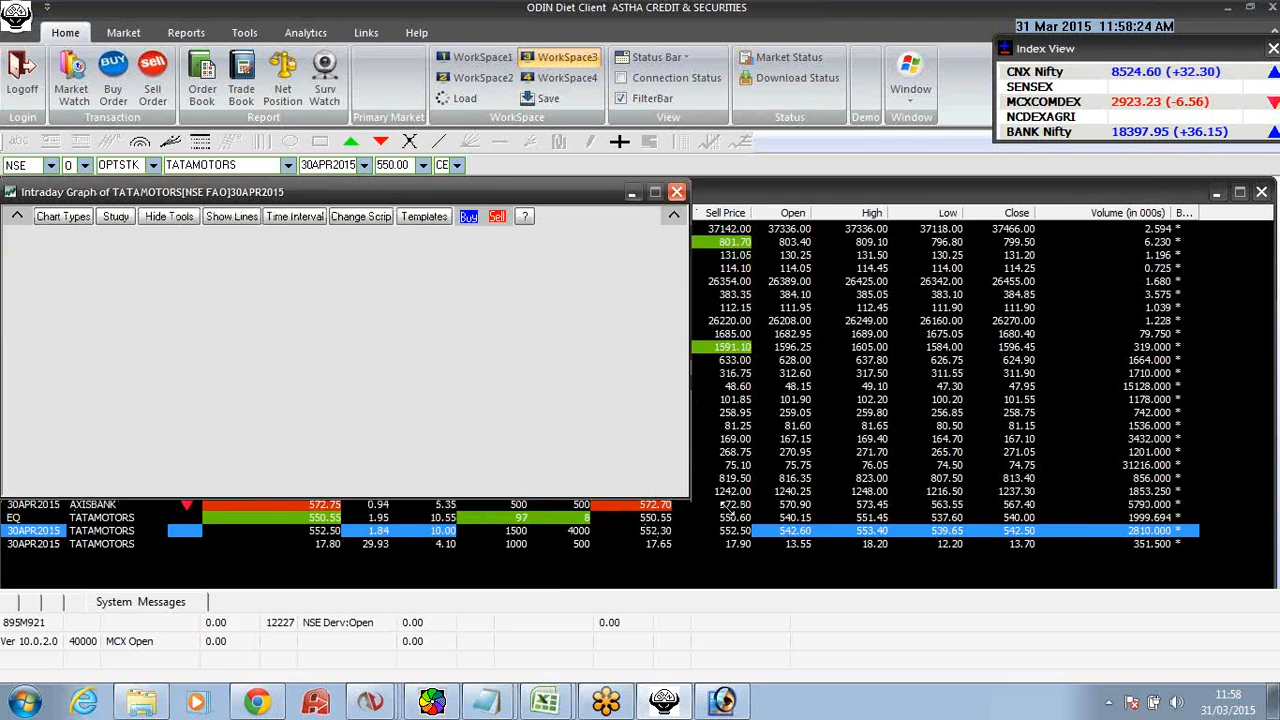 ODIN Diet Client ASTHA CREDIT & SECURITIES
Home Market Reports Tools Analytics Links Help
31 Mar 2015 11:58:24 AM
Index View
CNX Nifty 8524.60 (+32.30)
SENSEX
MCXCOMDEX 2923.23 (-6.56)
NCDEXAGRI
BANK Nifty 18397.95 (+36.15)
Logoff
Market Watch
Buy Order
Sell Order
Order Book
Trade Book
Net Position
Surv Watch
WorkSpace1 WorkSpace3
WorkSpace2 WorkSpace4
Load Save
Status Bar
Connection Status
FilterBar
Market Status
Download Status
Window
Login Transaction Report Primary Market WorkSpace View Status Demo Window
NSE O OPTSTK TATAMOTORS 30APR2015 550.00 CE
Intraday Graph of TATAMOTORS[NSE FAO]30APR2015
Chart Types Study Hide Tools Show Lines Time Interval Change Scrip Templates Buy Sell ?
Sell Price Open High Low Close Volume (in 000s) B...
37142.00 37336.00 37336.00 37118.00 37466.00 2.594 *
801.70 803.40 809.10 796.80 799.50 6.230 *
131.05 130.25 131.50 130.25 131.20 1.196 *
114.10 114.05 114.45 114.00 114.25 0.725 *
26354.00 26389.00 26425.00 26342.00 26455.00 1.680 *
383.35 384.10 385.05 383.10 384.85 3.575 *
112.15 111.95 112.45 111.90 111.90 1.039 *
26220.00 26208.00 26249.00 26160.00 26270.00 1.228 *
1685.00 1682.95 1689.00 1675.05 1680.40 79.750 *
1591.10 1596.25 1605.00 1584.00 1596.45 319.000 *
633.00 628.00 637.80 626.75 624.90 1664.000 *
316.75 312.60 317.50 311.55 311.90 1710.000 *
48.60 48.15 49.10 47.30 47.95 15128.000 *
101.85 101.90 102.20 100.20 101.55 1178.000 *
258.95 259.05 259.80 256.85 258.75 742.000 *
81.25 81.60 81.65 80.50 81.15 1536.000 *
169.00 167.15 169.40 164.70 167.10 3432.000 *
268.75 270.95 271.70 265.70 271.05 1201.000 *
75.10 75.75 76.05 74.50 74.75 31216.000 *
819.50 816.35 823.00 807.50 813.40 856.000 *
1242.00 1240.25 1248.00 1216.50 1237.30 1853.250 *
30APR2015 AXISBANK 572.75 0.94 5.35 500 500 572.70 572.80 570.90 573.45 563.55 567.40 5790.000 *
EQ TATAMOTORS 550.55 1.95 10.55 97 8 550.55 550.60 540.15 551.45 537.60 540.00 1999.694 *
30APR2015 TATAMOTORS 552.50 1.84 10.00 1500 4000 552.30 552.50 542.60 553.40 539.65 542.50 2810.000 *
30APR2015 TATAMOTORS 17.80 29.93 4.10 1000 500 17.65 17.90 13.55 18.20 12.20 13.70 351.500 *
System Messages
895M921 0.00 12227 NSE Derv:Open 0.00 0.00
Ver 10.0.2.0 40000 MCX Open 0.00 0.00
11:58
31/03/2015